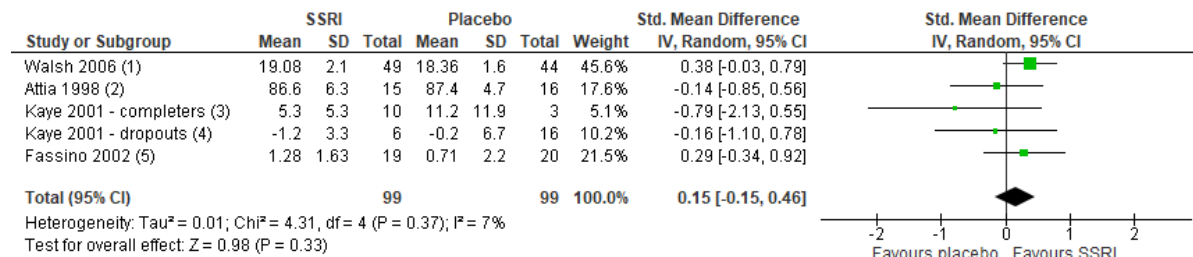 SSRI Placebo Std. Mean Difference Std. Mean Difference
Study or Subgroup Mean SD Total Mean SD Total Weight IV, Random, 95% CI IV, Random, 95% CI
Walsh 2006 (1) 19.08 2.1 49 18.36 1.6 44 45.6% 0.38 [-0.03, 0.79]
Attia 1998 (2) 86.6 6.3 15 87.4 4.7 16 17.6% -0.14 [-0.85, 0.56]
Kaye 2001 - completers (3) 5.3 5.3 10 11.2 11.9 3 5.1% -0.79 [-2.13, 0.55]
Kaye 2001 - dropouts (4) -1.2 3.3 6 -0.2 6.7 16 10.2% -0.16 [-1.10, 0.78]
Fassino 2002 (5) 1.28 1.63 19 0.71 2.2 20 21.5% 0.29 [-0.34, 0.92]
Total (95% CI) 99 99 100.0% 0.15 [-0.15, 0.46]
Heterogeneity: Tau² = 0.01; Chi² = 4.31, df = 4 (P = 0.37); I² = 7%
Test for overall effect: Z = 0.98 (P = 0.33)
-2 -1 0 1 2
Favours placebo Favours SSRI